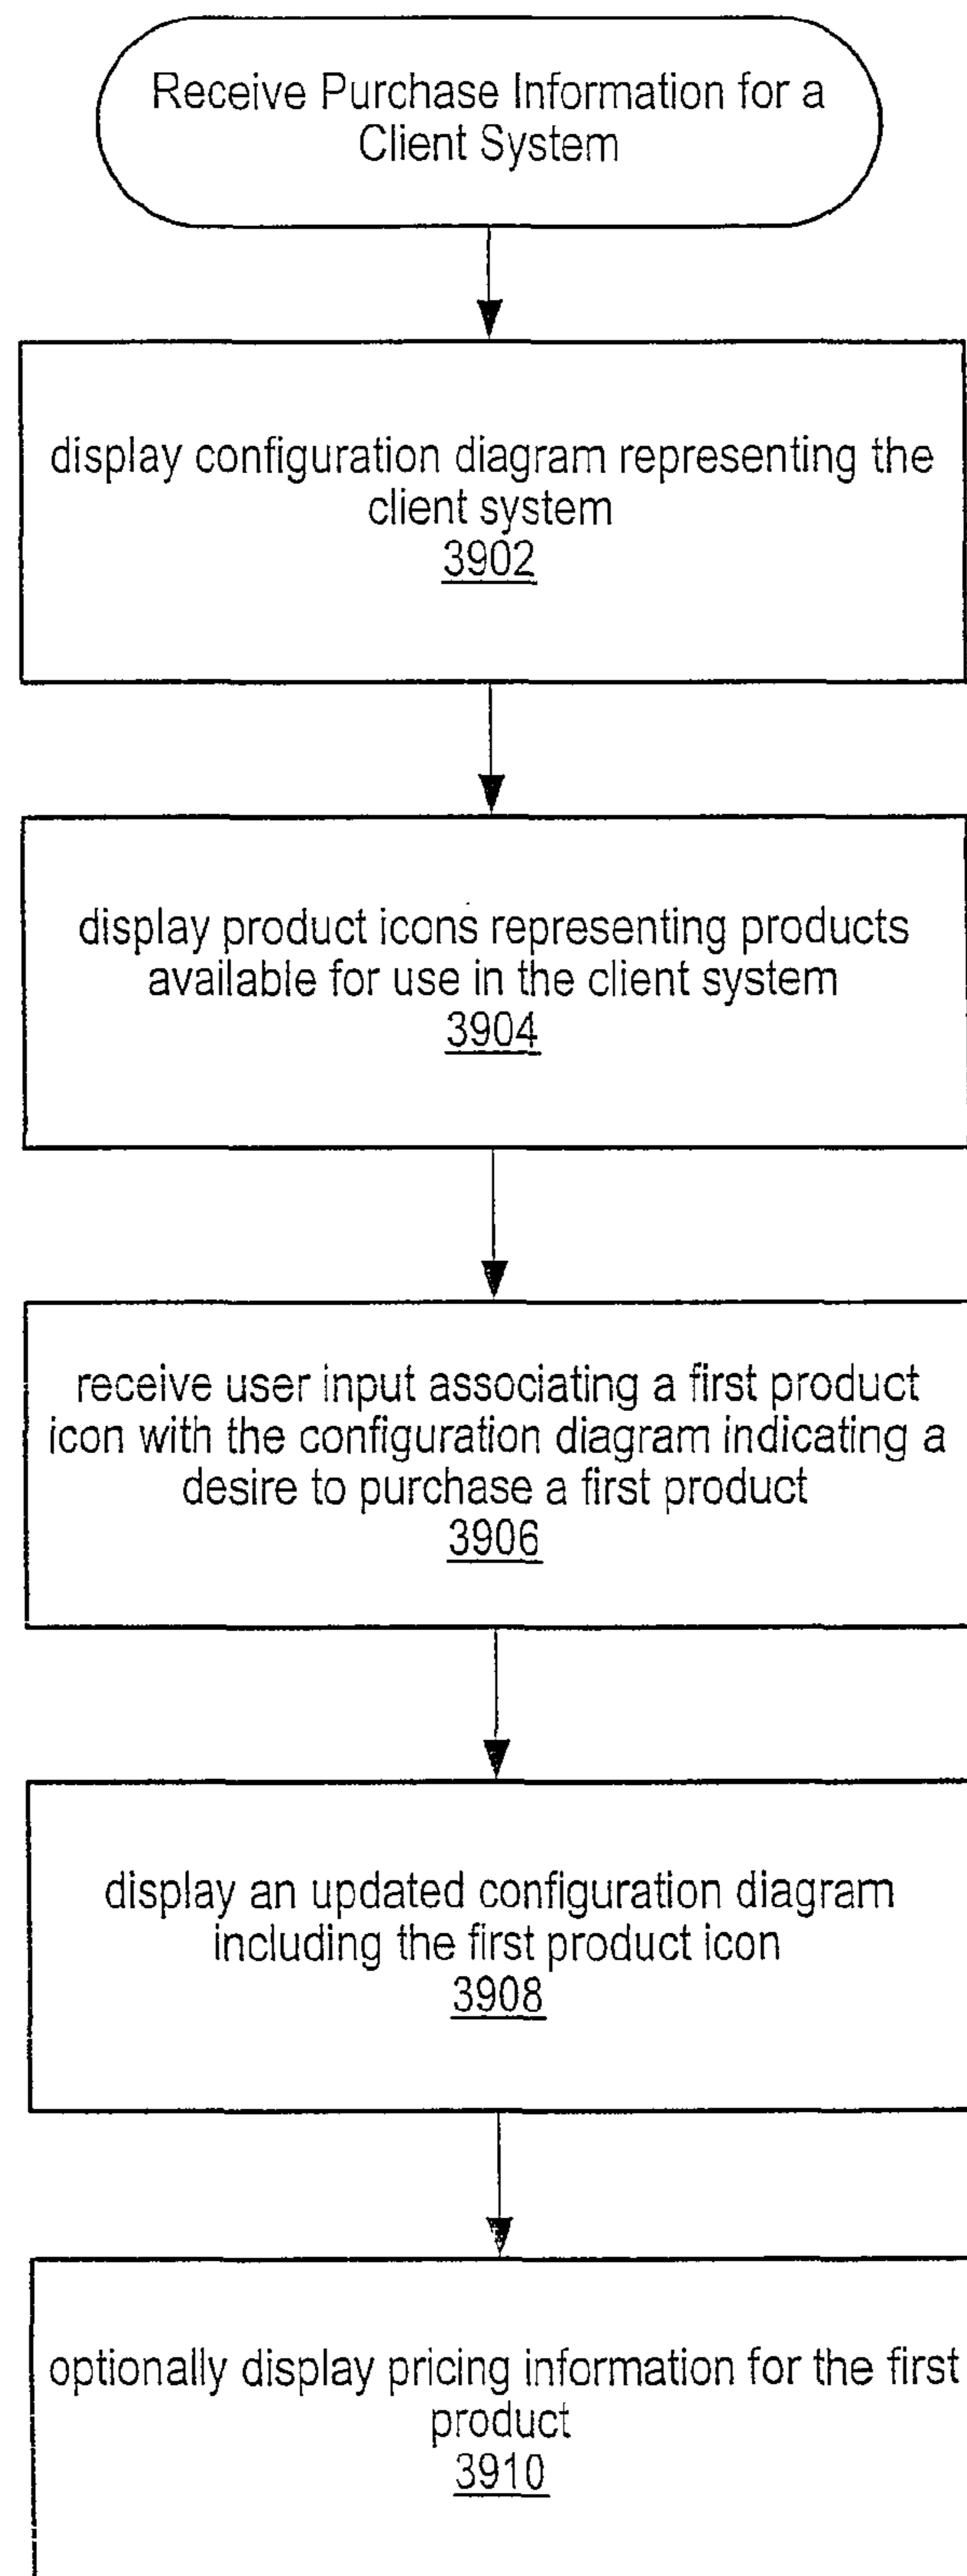 Receive Purchase Information for a
Client System
display configuration diagram representing the
client system
3902
display product icons representing products
available for use in the client system
3904
receive user input associating a first product
icon with the configuration diagram indicating a
desire to purchase a first product
3906
display an updated configuration diagram
including the first product icon
3908
optionally display pricing information for the first
product
3910